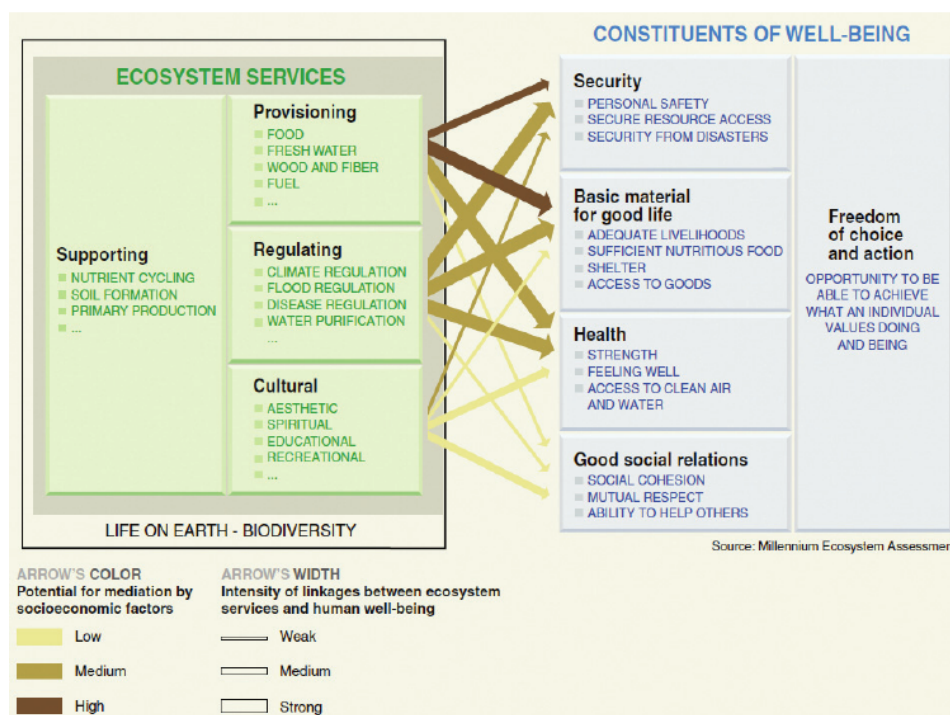 CONSTITUENTS OF WELL-BEING
ECOSYSTEM SERVICES
Supporting
NUTRIENT CYCLING
SOIL FORMATION
PRIMARY PRODUCTION
...
Provisioning
FOOD
FRESH WATER
WOOD AND FIBER
FUEL
...
Regulating
CLIMATE REGULATION
FLOOD REGULATION
DISEASE REGULATION
WATER PURIFICATION
...
Cultural
AESTHETIC
SPIRITUAL
EDUCATIONAL
RECREATIONAL
...
LIFE ON EARTH - BIODIVERSITY
Security
PERSONAL SAFETY
SECURE RESOURCE ACCESS
SECURITY FROM DISASTERS
Basic material
for good life
ADEQUATE LIVELIHOODS
SUFFICIENT NUTRITIOUS FOOD
SHELTER
ACCESS TO GOODS
Health
STRENGTH
FEELING WELL
ACCESS TO CLEAN AIR
AND WATER
Good social relations
SOCIAL COHESION
MUTUAL RESPECT
ABILITY TO HELP OTHERS
Freedom
of choice
and action
OPPORTUNITY TO BE
ABLE TO ACHIEVE
WHAT AN INDIVIDUAL
VALUES DOING
AND BEING
Source: Millennium Ecosystem Assessmen
ARROW'S COLOR
Potential for mediation by
socioeconomic factors
Low
Medium
High
ARROW'S WIDTH
Intensity of linkages between ecosystem
services and human well-being
Weak
Medium
Strong